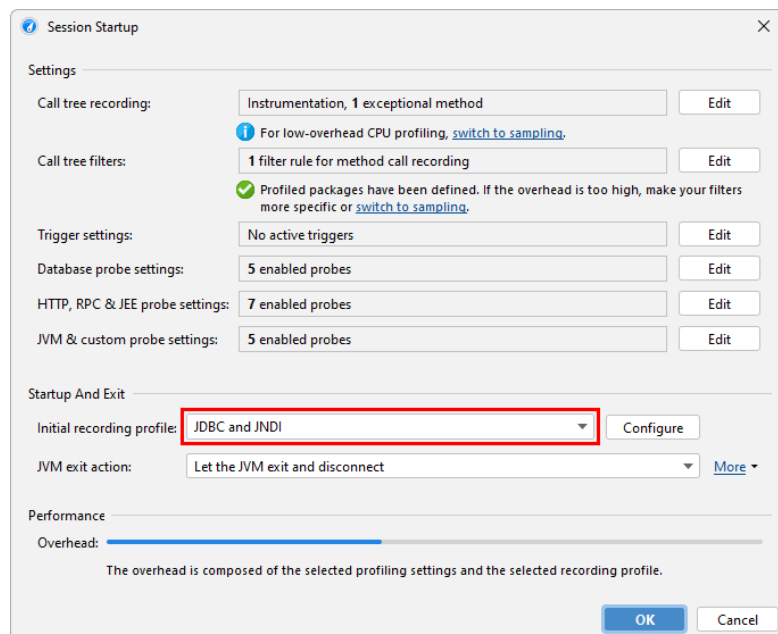 Session Startup
Settings
Call tree recording: Instrumentation, 1 exceptional method Edit
For low-overhead CPU profiling, switch to sampling.
Call tree filters: 1 filter rule for method call recording Edit
Profiled packages have been defined. If the overhead is too high, make your filters
more specific or switch to sampling.
Trigger settings: No active triggers Edit
Database probe settings: 5 enabled probes Edit
HTTP, RPC & JEE probe settings: 7 enabled probes Edit
JVM & custom probe settings: 5 enabled probes Edit
Startup And Exit
Initial recording profile: JDBC and JNDI Configure
JVM exit action: Let the JVM exit and disconnect More
Performance
Overhead:
The overhead is composed of the selected profiling settings and the selected recording profile.
OK Cancel